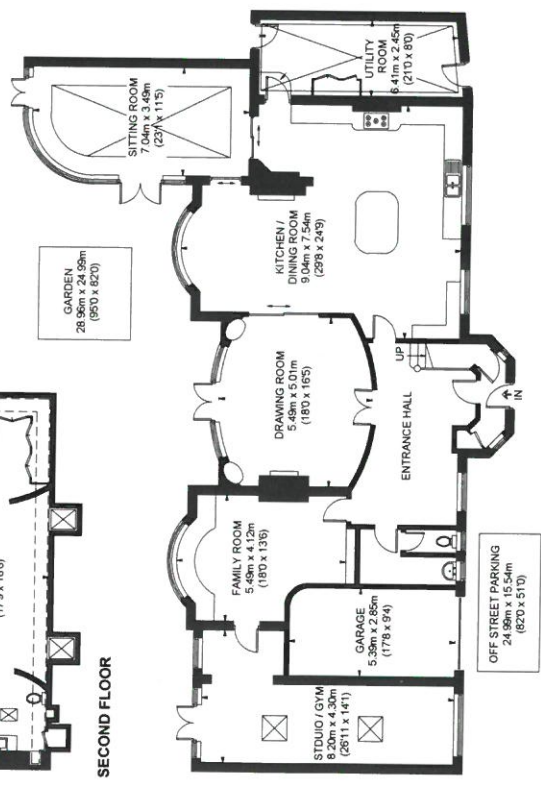 SECOND FLOOR
GARDEN
28.96m x 24.99m
(95'0 x 82'0)
SITTING ROOM
7.04m x 3.49m
(23'1 x 11'5)
UTILITY
ROOM
6.41m x 2.45m
(21'0 x 8'0)
KITCHEN /
DINING ROOM
9.04m x 7.54m
(29'8 x 24'9)
DRAWING ROOM
5.49m x 5.01m
(18'0 x 16'5)
FAMILY ROOM
5.49m x 4.12m
(18'0 x 13'6)
STDUIO / GYM
8.20m x 4.30m
(26'11 x 14'1)
GARAGE
5.39m x 2.85m
(17'8 x 9'4)
ENTRANCE HALL
UP
IN
OFF STREET PARKING
24.99m x 15.54m
(82'0 x 51'0)